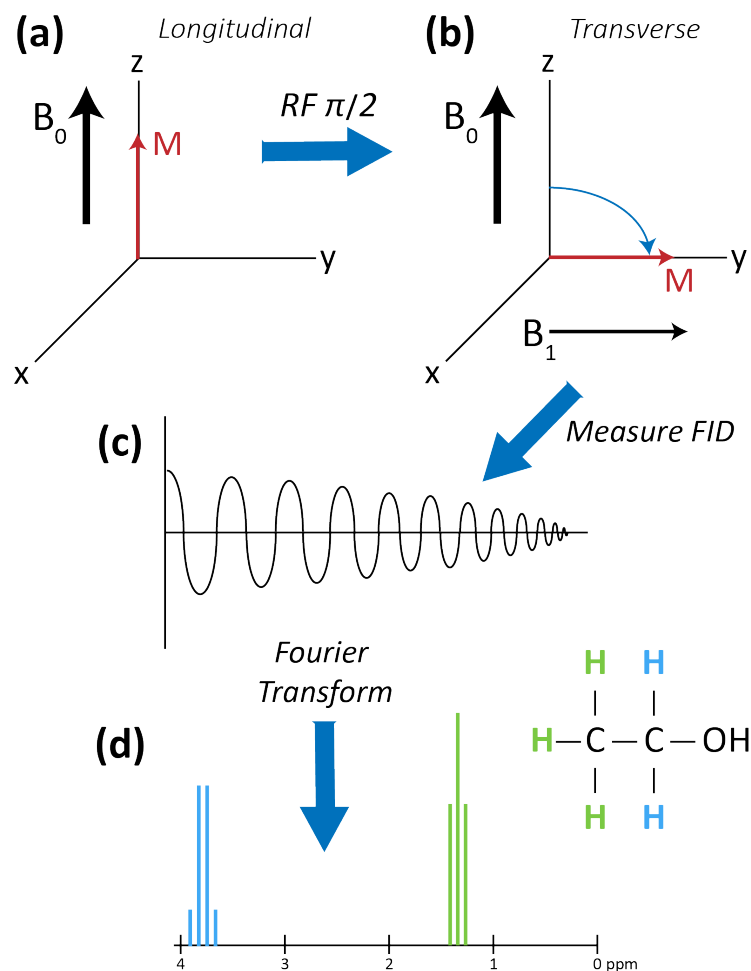 (a) Longitudinal
z
B0
M
y
x
RF π/2
(b) Transverse
z
B0
y
M
B1
x
Measure FID
(c)
Fourier
Transform
(d)
H H
H C C OH
H H
4 3 2 1 0 ppm